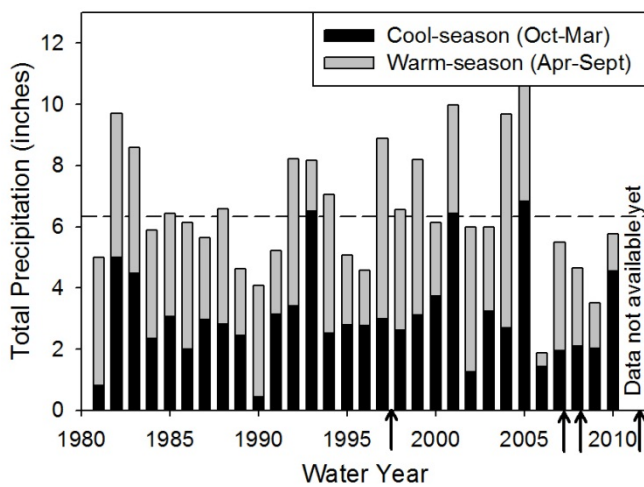 Cool-season (Oct-Mar)
Warm-season (Apr-Sept)
Total Precipitation (inches)
12
10
8
6
4
2
0
Data not available yet
1980
1985
1990
1995
2000
2005
2010
Water Year